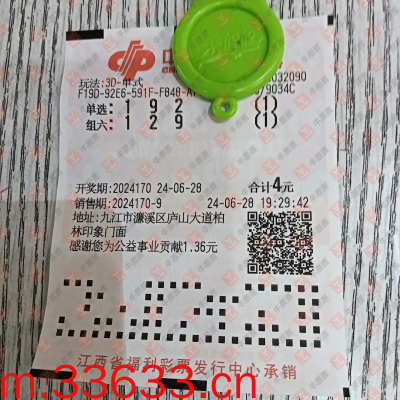 中
玩法:3D-单式
032090
F19D-92E6-591F-F848-A
79034C
单选: 1 9 2 (1)
组六: 1 2 9 (1)
开奖期:2024170 24-06-28 合计4元
销售期:2024170-9 24-06-28 19:29:42
地址:九江市濂溪区庐山大道柏
林印象门面
感谢您为公益事业贡献1.36元
江西省福利彩票发行中心承销
m.33633.cn